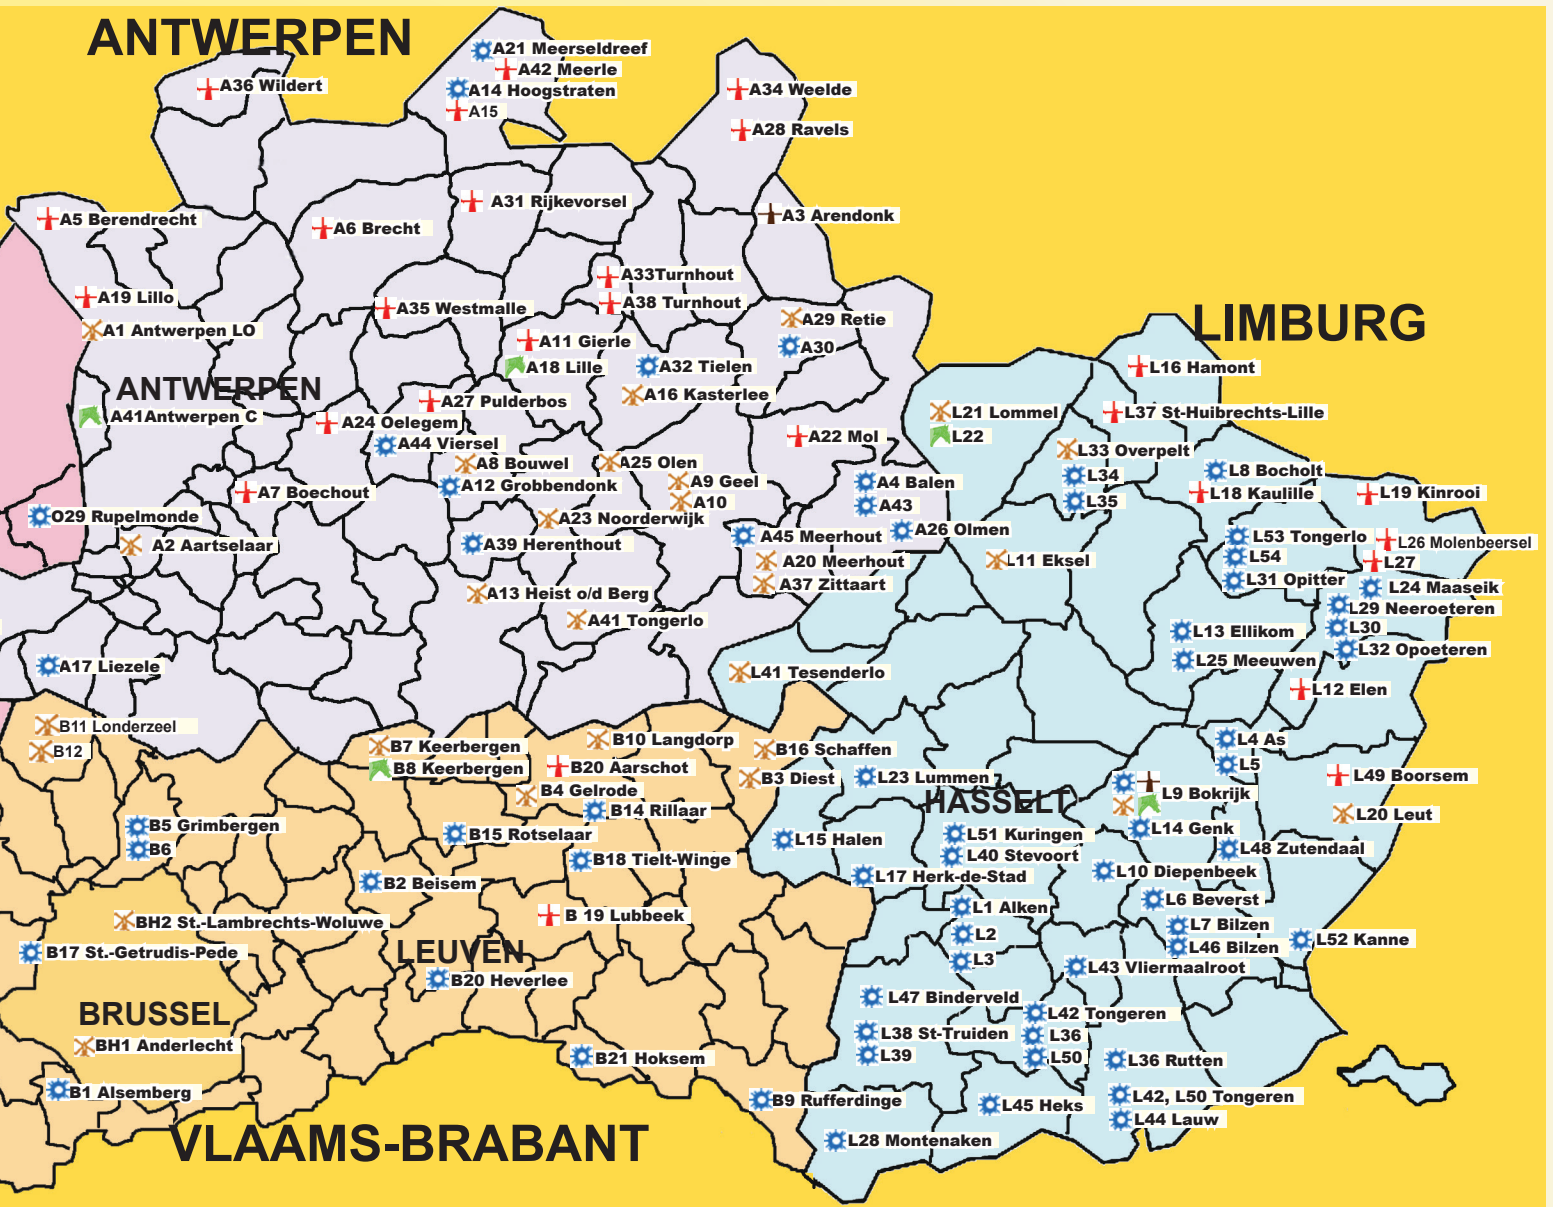 ANTWERPEN
A21 Meerseldreef
A42 Meerle
A36 Wildert
A14 Hoogstraten
A15
A34 Weelde
A28 Ravels
A31 Rijkevorsel
A3 Arendonk
A5 Berendrecht
A6 Brecht
A33Turnhout
A19 Lillo
A38 Turnhout
A35 Westmalle
A29 Retie
A1 Antwerpen LO
LIMBURG
A11 Gierle
A30
A18 Lille
A32 Tielen
L16 Hamont
ANTWERPEN
A16 Kasterlee
A27 Pulderbos
A41Antwerpen C
L21 Lommel
L37 St-Huibrechts-Lille
A24 Oelegem
A22 Mol
L22
A44 Viersel
L33 Overpelt
A8 Bouwel
A25 Olen
L8 Bocholt
L34
A9 Geel
A4 Balen
A12 Grobbendonk
A7 Boechout
L18 Kaulille
L19 Kinrooi
A10
A43
L35
O29 Rupelmonde
A23 Noorderwijk
A26 Olmen
A45 Meerhout
L53 Tongerlo
L26 Molenbeersel
A2 Aartselaar
A39 Herenthout
L54
A20 Meerhout
L11 Eksel
L27
L31 Opitter
A37 Zittaart
L24 Maaseik
A13 Heist o/d Berg
L29 Neeroeteren
A41 Tongerlo
L13 Ellikom
L30
L32 Opoeteren
A17 Liezele
L25 Meeuwen
L41 Tesenderlo
L12 Elen
B11 Londerzeel
B12
B7 Keerbergen
B10 Langdorp
B16 Schaffen
L4 As
B8 Keerbergen
B20 Aarschot
L5
B3 Diest
L23 Lummen
L49 Boorsem
B4 Gelrode
HASSELT
L9 Bokrijk
B14 Rillaar
L20 Leut
B5 Grimbergen
B15 Rotselaar
L15 Halen
L51 Kuringen
L14 Genk
B6
L40 Stevoort
L48 Zutendaal
B18 Tielt-Winge
L17 Herk-de-Stad
L10 Diepenbeek
B2 Beisem
L6 Beverst
L1 Alken
B 19 Lubbeek
BH2 St.-Lambrechts-Woluwe
L7 Bilzen
L2
L52 Kanne
LEUVEN
B17 St.-Getrudis-Pede
L46 Bilzen
L3
L43 Vliermaalroot
B20 Heverlee
L47 Binderveld
BRUSSEL
L42 Tongeren
L38 St-Truiden
L36
BH1 Anderlecht
B21 Hoksem
L39
L50
L36 Rutten
B1 Alsemberg
B9 Rufferdinge
L45 Heks
L42, L50 Tongeren
L44 Lauw
VLAAMS-BRABANT
L28 Montenaken